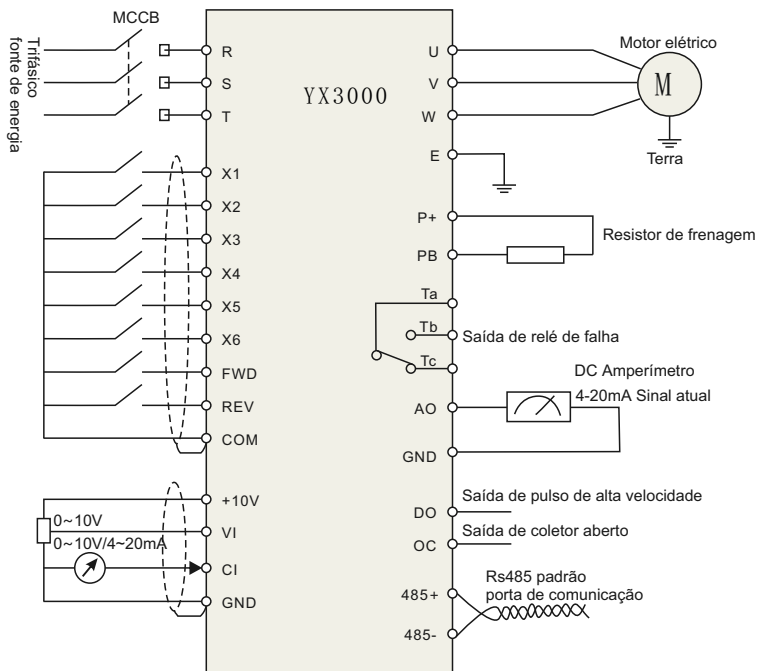 MCCB
Trifásico
fonte de energia
R
S
T
YX3000
X1
X2
X3
X4
X5
X6
FWD
REV
COM
+10V
0~10V
VI
0~10V/4~20mA
CI
GND
U
V
W
Motor elétrico
M
Terra
E
P+
PB
Resistor de frenagem
Ta
Tb
Tc
Saída de relé de falha
DC Amperímetro
4-20mA Sinal atual
AO
GND
Saída de pulso de alta velocidade
DO
Saída de coletor aberto
OC
Rs485 padrão
porta de comunicação
485+
485-